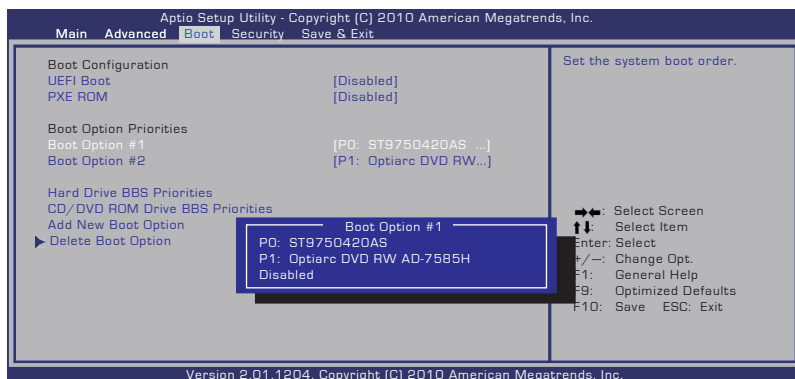 Aptio Setup Utility - Copyright (C) 2010 American Megatrends, Inc.
Main Advanced Boot Security Save & Exit
Boot Configuration
UEFI Boot [Disabled]
PXE ROM [Disabled]
Boot Option Priorities
Boot Option #1 [P0: ST9750420AS ...]
Boot Option #2 [P1: Optiarc DVD RW...]
Hard Drive BBS Priorities
CD/DVD ROM Drive BBS Priorities
Add New Boot Option
Delete Boot Option
Boot Option #1
P0: ST9750420AS
P1: Optiarc DVD RW AD-7585H
Disabled
Set the system boot order.
→←: Select Screen
↑↓: Select Item
Enter: Select
+/—: Change Opt.
F1: General Help
F9: Optimized Defaults
F10: Save ESC: Exit
Version 2.01.1204. Copyright (C) 2010 American Megatrends, Inc.